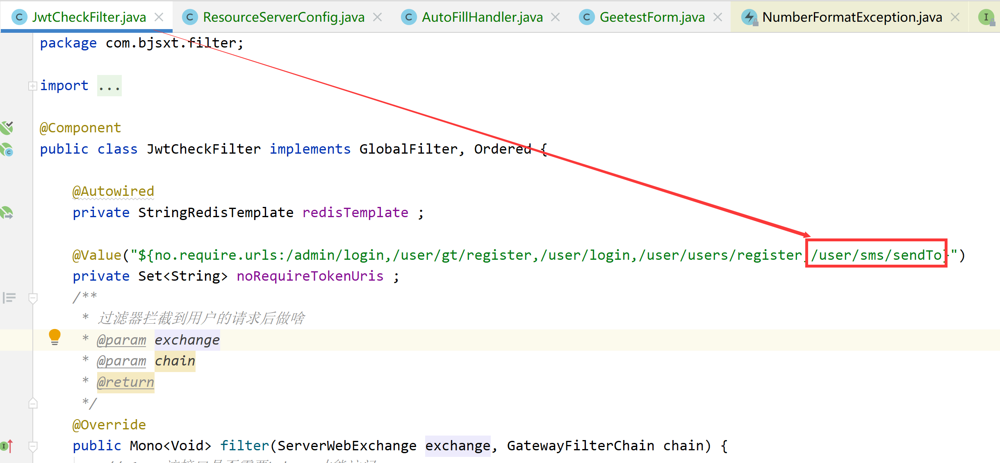 JwtCheckFilter.java ResourceServerConfig.java AutoFillHandler.java GeetestForm.java NumberFormatException.java
package com.bjsxt.filter;
import ...
@Component
public class JwtCheckFilter implements GlobalFilter, Ordered {
@Autowired
private StringRedisTemplate redisTemplate ;
@Value("${no.require.urls:/admin/login,/user/gt/register,/user/login,/user/users/register,/user/sms/sendTo}")
private Set<String> noRequireTokenUris ;
/**
* 过滤器拦截到用户的请求后做啥
* @param exchange
* @param chain
* @return
*/
@Override
public Mono<Void> filter(ServerWebExchange exchange, GatewayFilterChain chain) {